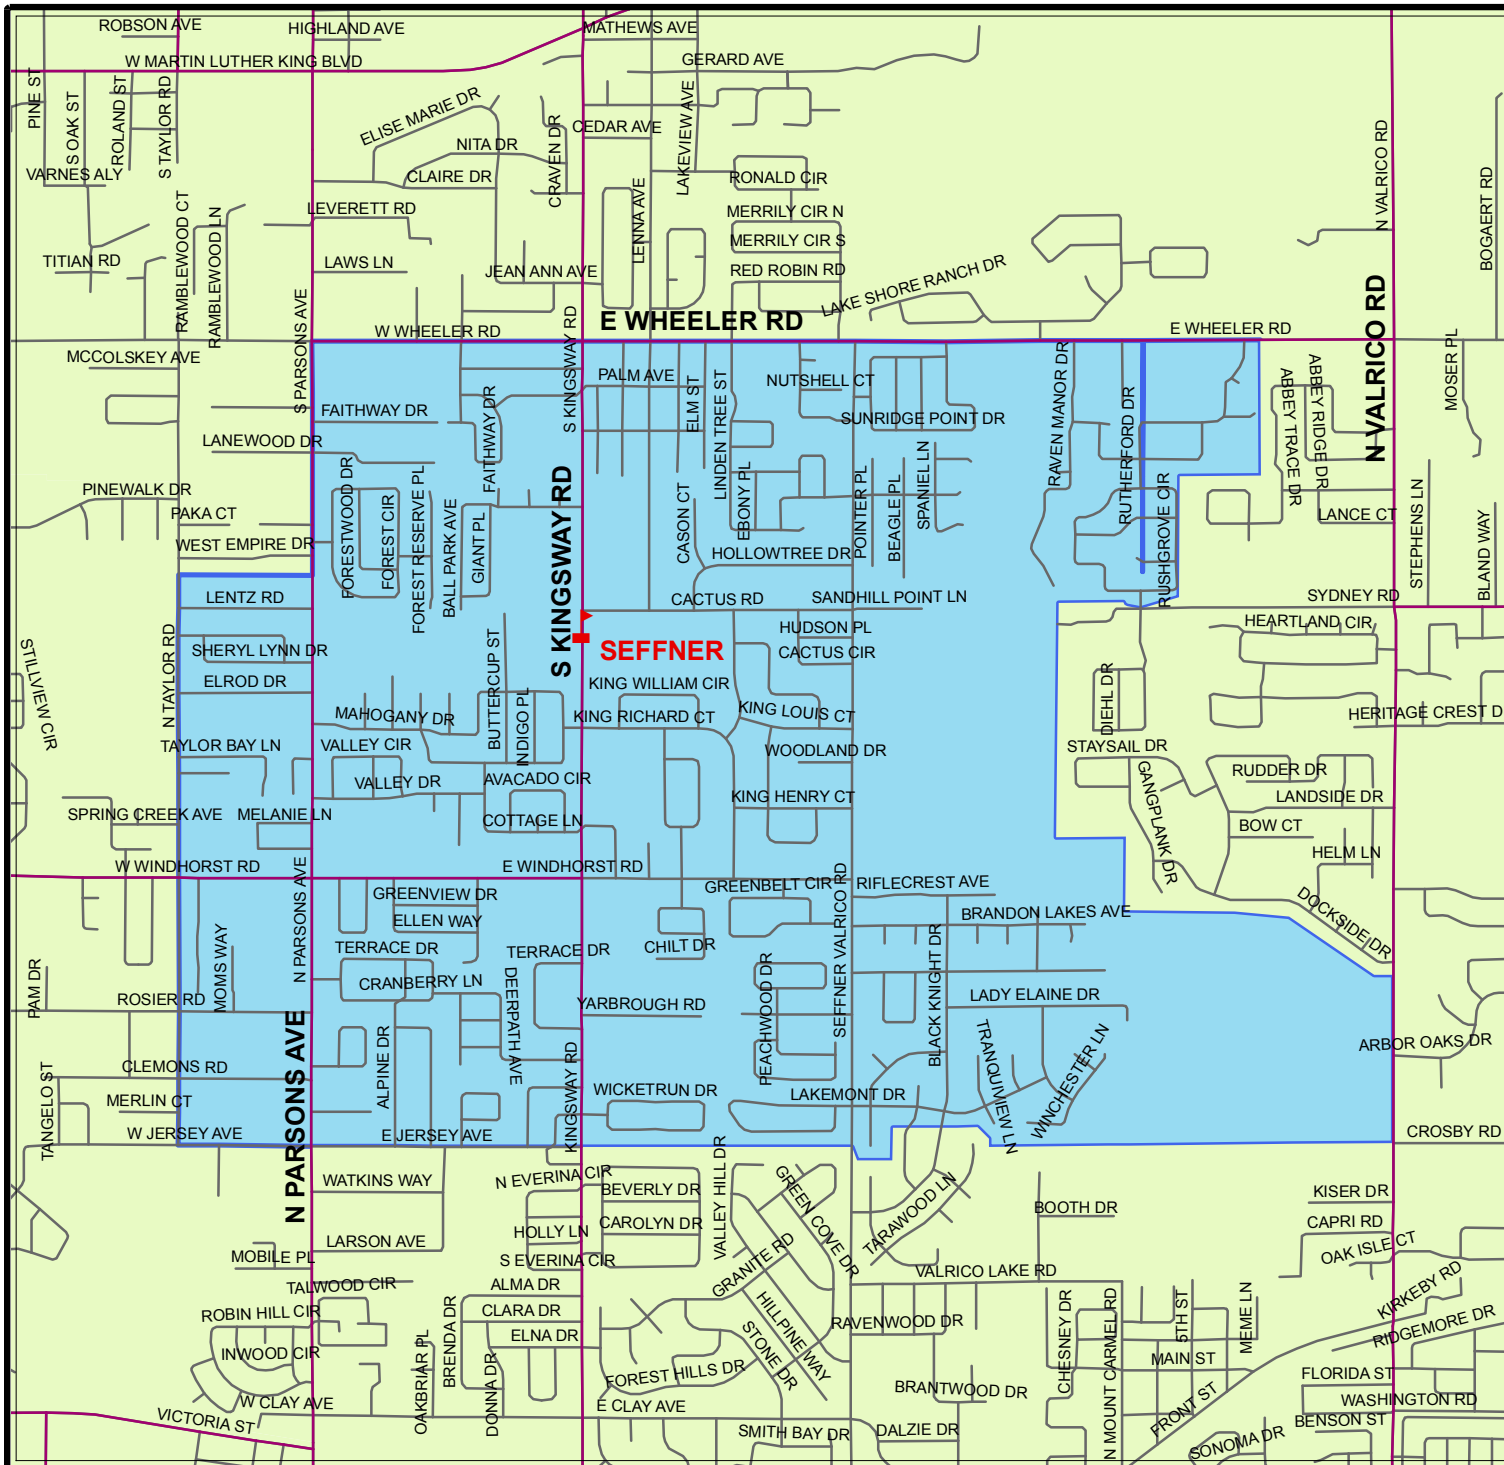 ROBSON AVE
HIGHLAND AVE
MATHEWS AVE
W MARTIN LUTHER KING BLVD
GERARD AVE
PINE ST
S OAK ST
ROLAND ST
S TAYLOR RD
ELISE MARIE DR
NITA DR
CLAIRE DR
CRAVEN DR
CEDAR AVE
LAKEVIEW AVE
RONALD CIR
N VALRICO RD
BOGAERT RD
VARNES ALY
RAMBLEWOOD CT
RAMBLEWOOD LN
LEVERETT RD
LENNA AVE
MERRILY CIR N
MERRILY CIR S
TITIAN RD
LAWS LN
JEAN ANN AVE
RED ROBIN RD
LAKE SHORE RANCH DR
S PARSONS AVE
W WHEELER RD
S KINGSWAY RD
E WHEELER RD
E WHEELER RD
N VALRICO RD
MCCOLSKEY AVE
PALM AVE
ELM ST
LINDEN TREE ST
NUTSHELL CT
RAVEN MANOR DR
RUTHERFORD DR
ABBEY TRACE DR
ABBEY RIDGE DR
MOSER PL
FAITHWAY DR
FAITHWAY DR
SUNRIDGE POINT DR
LANEWOOD DR
PINEWALK DR
PAKA CT
WEST EMPIRE DR
FORESTWOOD DR
FOREST CIR
FOREST RESERVE PL
BALL PARK AVE
GIANT PL
S KINGSWAY RD
CASON CT
EBONY PL
POINTER PL
BEAGLE PL
SPANIEL LN
HOLLOWTREE DR
RUSHGROVE CIR
LANCE CT
STEPHENS LN
BLAND WAY
LENTZ RD
CACTUS RD
SANDHILL POINT LN
SYDNEY RD
STILLVIEW CIR
N TAYLOR RD
SHERYL LYNN DR
ELROD DR
BUTTERCUP ST
INDIGO PL
SEFFNER
HUDSON PL
CACTUS CIR
HEARTLAND CIR
DIEHL DR
KING WILLIAM CIR
MAHOGANY DR
KING RICHARD CT
KING LOUIS CT
HERITAGE CREST D
TAYLOR BAY LN
VALLEY CIR
WOODLAND DR
STAYSAIL DR
VALLEY DR
AVACADO CIR
GANGPLANK DR
RUDDER DR
KING HENRY CT
LANDSIDE DR
SPRING CREEK AVE
MELANIE LN
COTTAGE LN
BOW CT
HELM LN
W WINDHORST RD
E WINDHORST RD
N PARSONS AVE
GREENVIEW DR
ELLEN WAY
GREENBELT CIR
RIFLECREST AVE
SEFFNER VALRICO RD
BRANDON LAKES AVE
DOCKSIDE DR
MOMS WAY
TERRACE DR
TERRACE DR
CHILT DR
BLACK KNIGHT DR
PAM DR
CRANBERRY LN
DEERPATH AVE
PEACHWOOD DR
LADY ELAINE DR
ROSIER RD
YARBROUGH RD
N PARSONS AVE
ALPINE DR
KINGSWAY RD
TRANQUIVIEW LN
WINCHESTER LN
ARBOR OAKS DR
TANGELO ST
CLEMONS RD
WICKETRUN DR
LAKEMONT DR
MERLIN CT
W JERSEY AVE
E JERSEY AVE
CROSBY RD
WATKINS WAY
N EVERINA CIR
BEVERLY DR
VALLEY HILL DR
GREEN COVE DR
TARAWOOD LN
BOOTH DR
KISER DR
CAPRI RD
OAK ISLE CT
HOLLY LN
CAROLYN DR
LARSON AVE
MOBILE PL
S EVERINA CIR
GRANITE RD
VALRICO LAKE RD
KIRKEBY RD
TALWOOD CIR
ALMA DR
ROBIN HILL CIR
CLARA DR
HILLPINE WAY
STONE DR
RAVENWOOD DR
CHESNEY DR
N MOUNT CARMEL RD
5TH ST
MEME LN
RIDGEMORE DR
INWOOD CIR
OAKBRIAR PL
BRENDA DR
DONNA DR
ELNA DR
MAIN ST
FOREST HILLS DR
BRANTWOOD DR
FRONT ST
FLORIDA ST
WASHINGTON RD
W CLAY AVE
E CLAY AVE
VICTORIA ST
SMITH BAY DR
DALZIE DR
SONOMA DR
BENSON ST